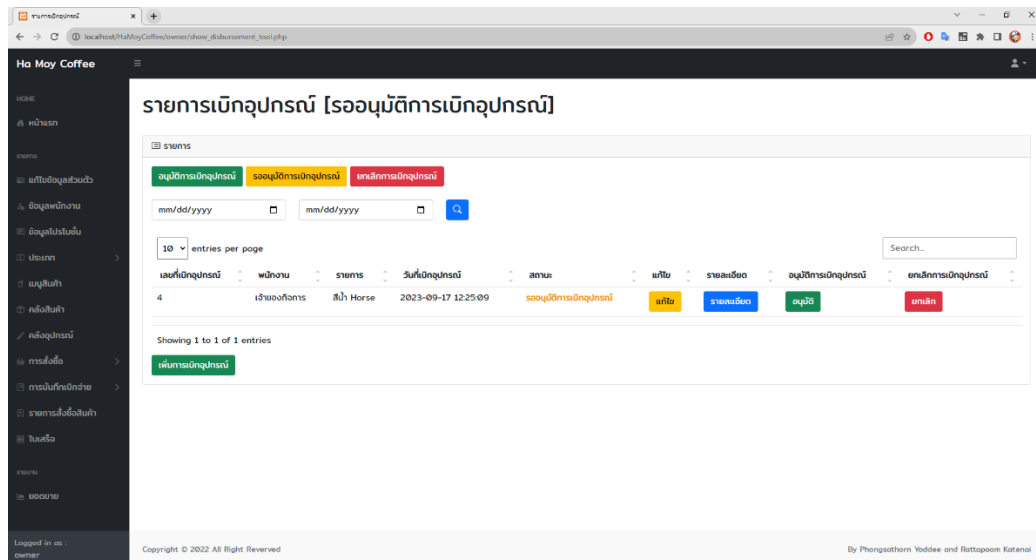 รายการเบิกอุปกรณ์
localhost/HaMoyCoffee/owner/show_disbursement_tool.php
Ha Moy Coffee
HOME
หน้าแรก
รายการ
แก้ไขข้อมูลส่วนตัว
ข้อมูลพนักงาน
ข้อมูลโปรโมชั่น
ประเภท
เมนูสินค้า
คลังสินค้า
คลังอุปกรณ์
การสั่งซื้อ
การบันทึกเบิกจ่าย
รายการสั่งซื้อสินค้า
ใบเสร็จ
รายงาน
ยอดขาย
Logged in as :
owner
รายการเบิกอุปกรณ์ [รออนุมัติการเบิกอุปกรณ์]
รายการ
อนุมัติการเบิกอุปกรณ์ รออนุมัติการเบิกอุปกรณ์ ยกเลิกการเบิกอุปกรณ์
mm/dd/yyyy mm/dd/yyyy
10 entries per page Search...
เลขที่เบิกอุปกรณ์ พนักงาน รายการ วันที่เบิกอุปกรณ์ สถานะ แก้ไข รายละเอียด อนุมัติการเบิกอุปกรณ์ ยกเลิกการเบิกอุปกรณ์
4 เจ้าของกิจการ สีน้ำ Horse 2023-09-17 12:25:09 รออนุมัติการเบิกอุปกรณ์ แก้ไข รายละเอียด อนุมัติ ยกเลิก
Showing 1 to 1 of 1 entries
เพิ่มการเบิกอุปกรณ์
Copyright © 2022 All Right Reverved
By Phongsathorn Yoddee and Rattapoom Katenai